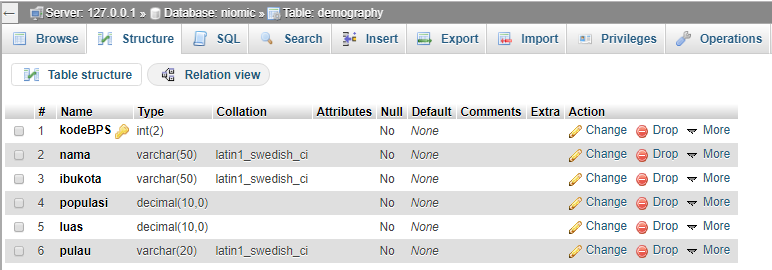 ← Server: 127.0.0.1 » Database: niomic » Table: demography
Browse Structure SQL Search Insert Export Import Privileges Operations
Table structure Relation view
# Name Type Collation Attributes Null Default Comments Extra Action
1 kodeBPS int(2) No None Change Drop More
2 nama varchar(50) latin1_swedish_ci No None Change Drop More
3 ibukota varchar(50) latin1_swedish_ci No None Change Drop More
4 populasi decimal(10,0) No None Change Drop More
5 luas decimal(10,0) No None Change Drop More
6 pulau varchar(20) latin1_swedish_ci No None Change Drop More